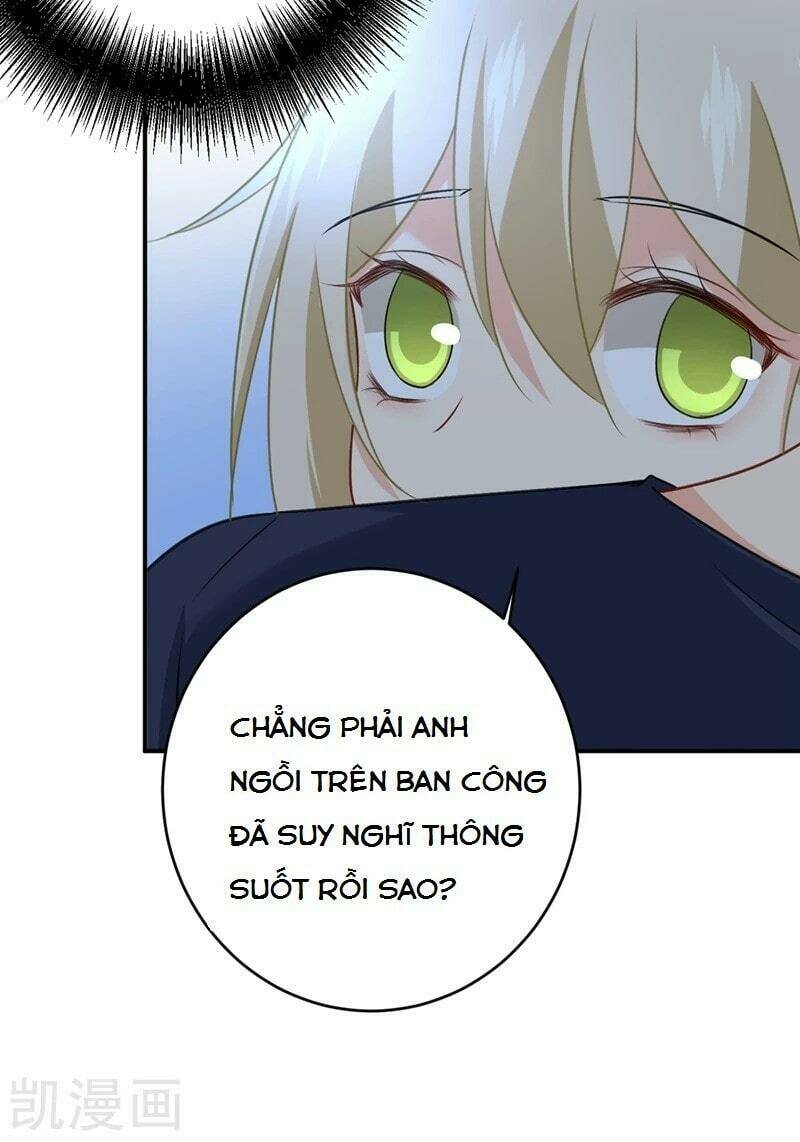 CHẲNG PHẢI ANH
NGỒI TRÊN BAN CÔNG
ĐÃ SUY NGHĨ THÔNG
SUỐT RỒI SAO?
凯漫画